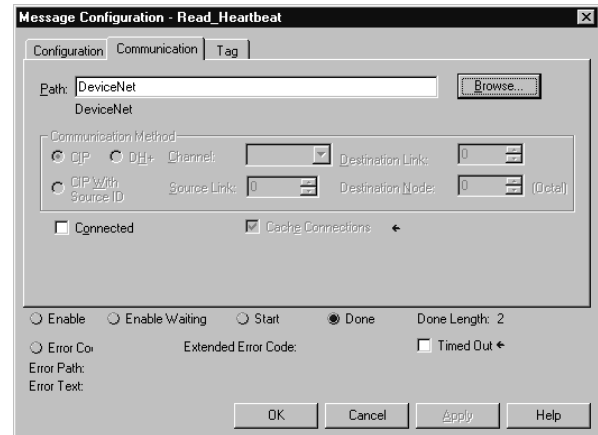 Message Configuration - Read_Heartbeat
Configuration Communication Tag
Path: DeviceNet Browse...
DeviceNet
Communication Method
CIP DH+ Channel: Destination Link: 0
CIP With Source ID Source Link: 0 Destination Node: 0 (Octal)
Connected Cache Connections ←
Enable Enable Waiting Start Done Done Length: 2
Error Co Extended Error Code: Timed Out ←
Error Path:
Error Text:
OK Cancel Apply Help